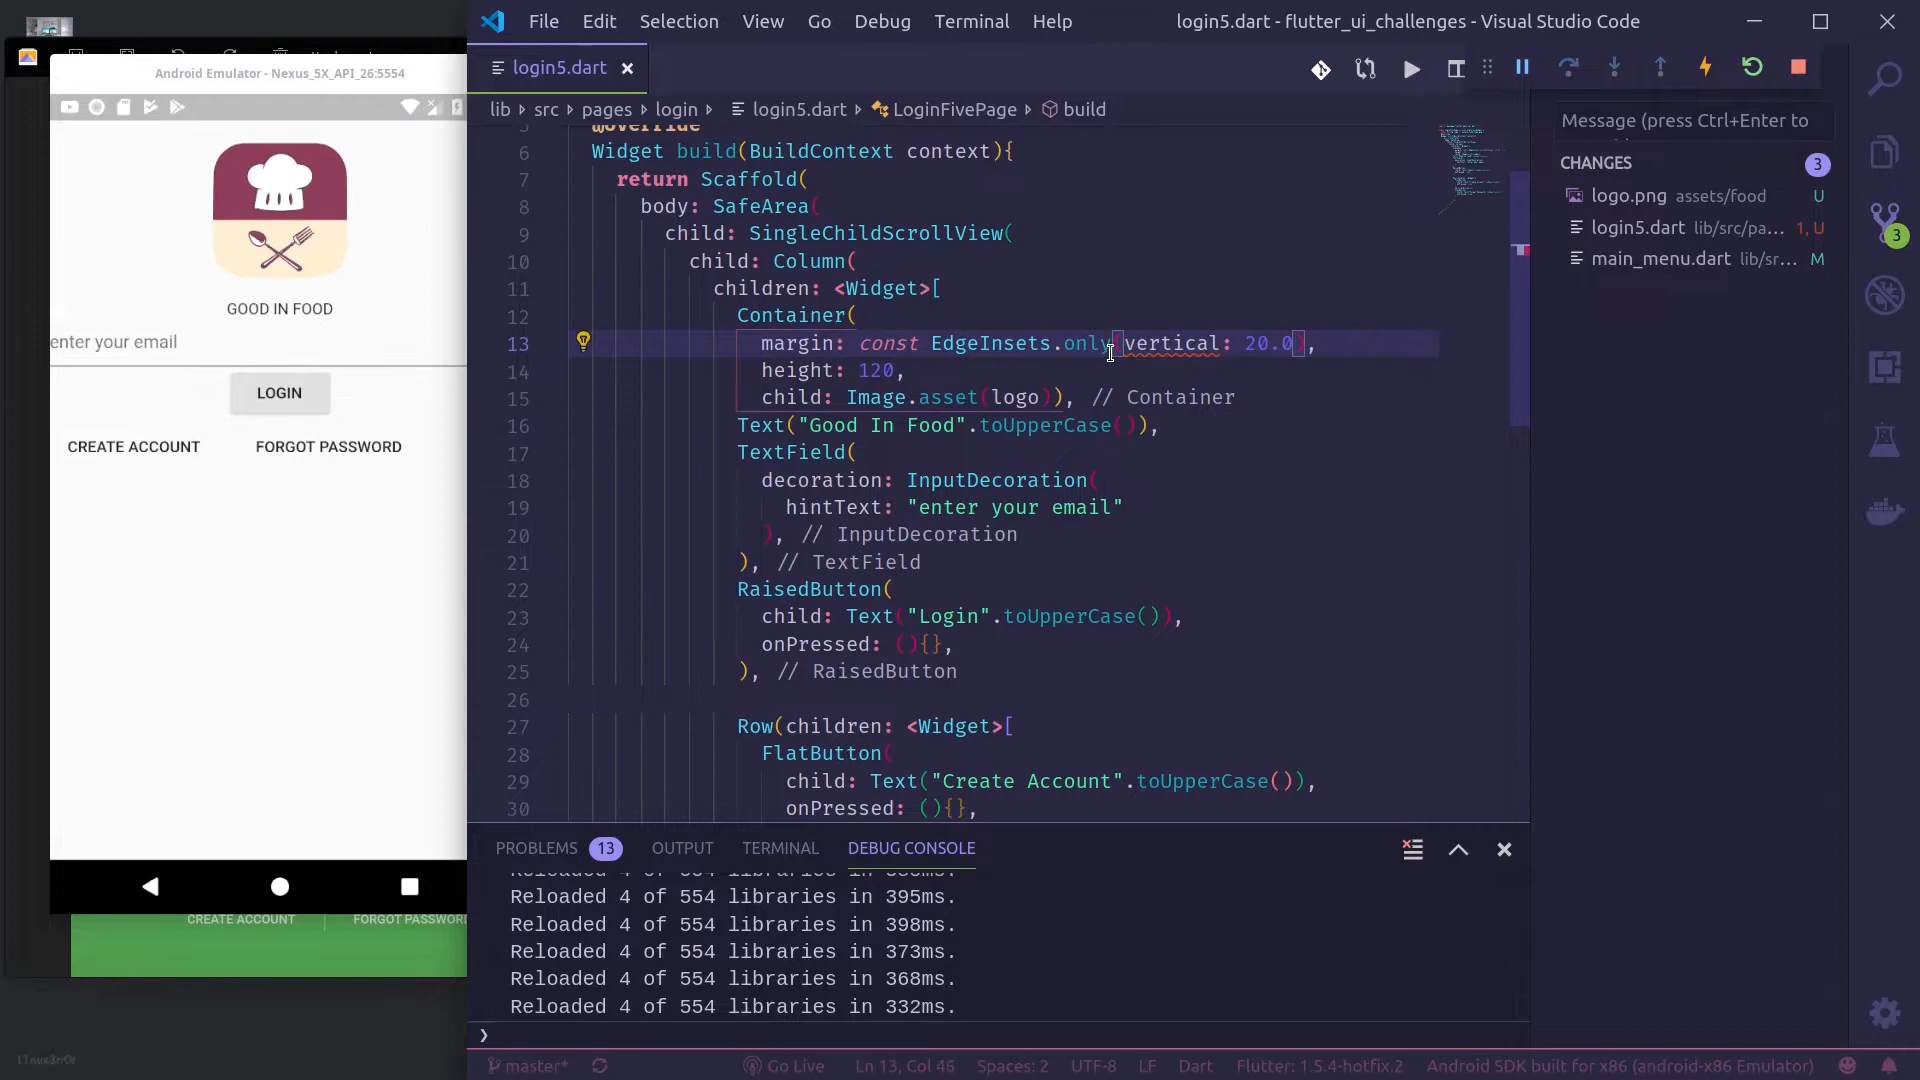 File Edit Selection View Go Debug Terminal Help
login5.dart - flutter_ui_challenges - Visual Studio Code
login5.dart
lib > src > pages > login > login5.dart > LoginFivePage > build
@override
6 Widget build(BuildContext context){
7 return Scaffold(
8 body: SafeArea(
9 child: SingleChildScrollView(
10 child: Column(
11 children: <Widget>[
12 Container(
13 margin: const EdgeInsets.only(vertical: 20.0),
14 height: 120,
15 child: Image.asset(logo)), // Container
16 Text("Good In Food".toUpperCase()),
17 TextField(
18 decoration: InputDecoration(
19 hintText: "enter your email"
20 ), // InputDecoration
21 ), // TextField
22 RaisedButton(
23 child: Text("Login".toUpperCase()),
24 onPressed: (){},
25 ), // RaisedButton
26
27 Row(children: <Widget>[
28 FlatButton(
29 child: Text("Create Account".toUpperCase()),
30 onPressed: (){},
PROBLEMS 13 OUTPUT TERMINAL DEBUG CONSOLE
Reloaded 4 of 554 libraries in 395ms.
Reloaded 4 of 554 libraries in 398ms.
Reloaded 4 of 554 libraries in 373ms.
Reloaded 4 of 554 libraries in 368ms.
Reloaded 4 of 554 libraries in 332ms.
master* Go Live Ln 13, Col 46 Spaces: 2 UTF-8 LF Dart Flutter: 1.5.4-hotfix.2 Android SDK built for x86 (android-x86 Emulator)
Message (press Ctrl+Enter to
CHANGES 3
logo.png assets/food U
login5.dart lib/src/pa... 1, U
main_menu.dart lib/sr... M
3
Android Emulator - Nexus_5X_API_26:5554
GOOD IN FOOD
enter your email
LOGIN
CREATE ACCOUNT FORGOT PASSWORD
CREATE ACCOUNT FORGOT PASSWORD